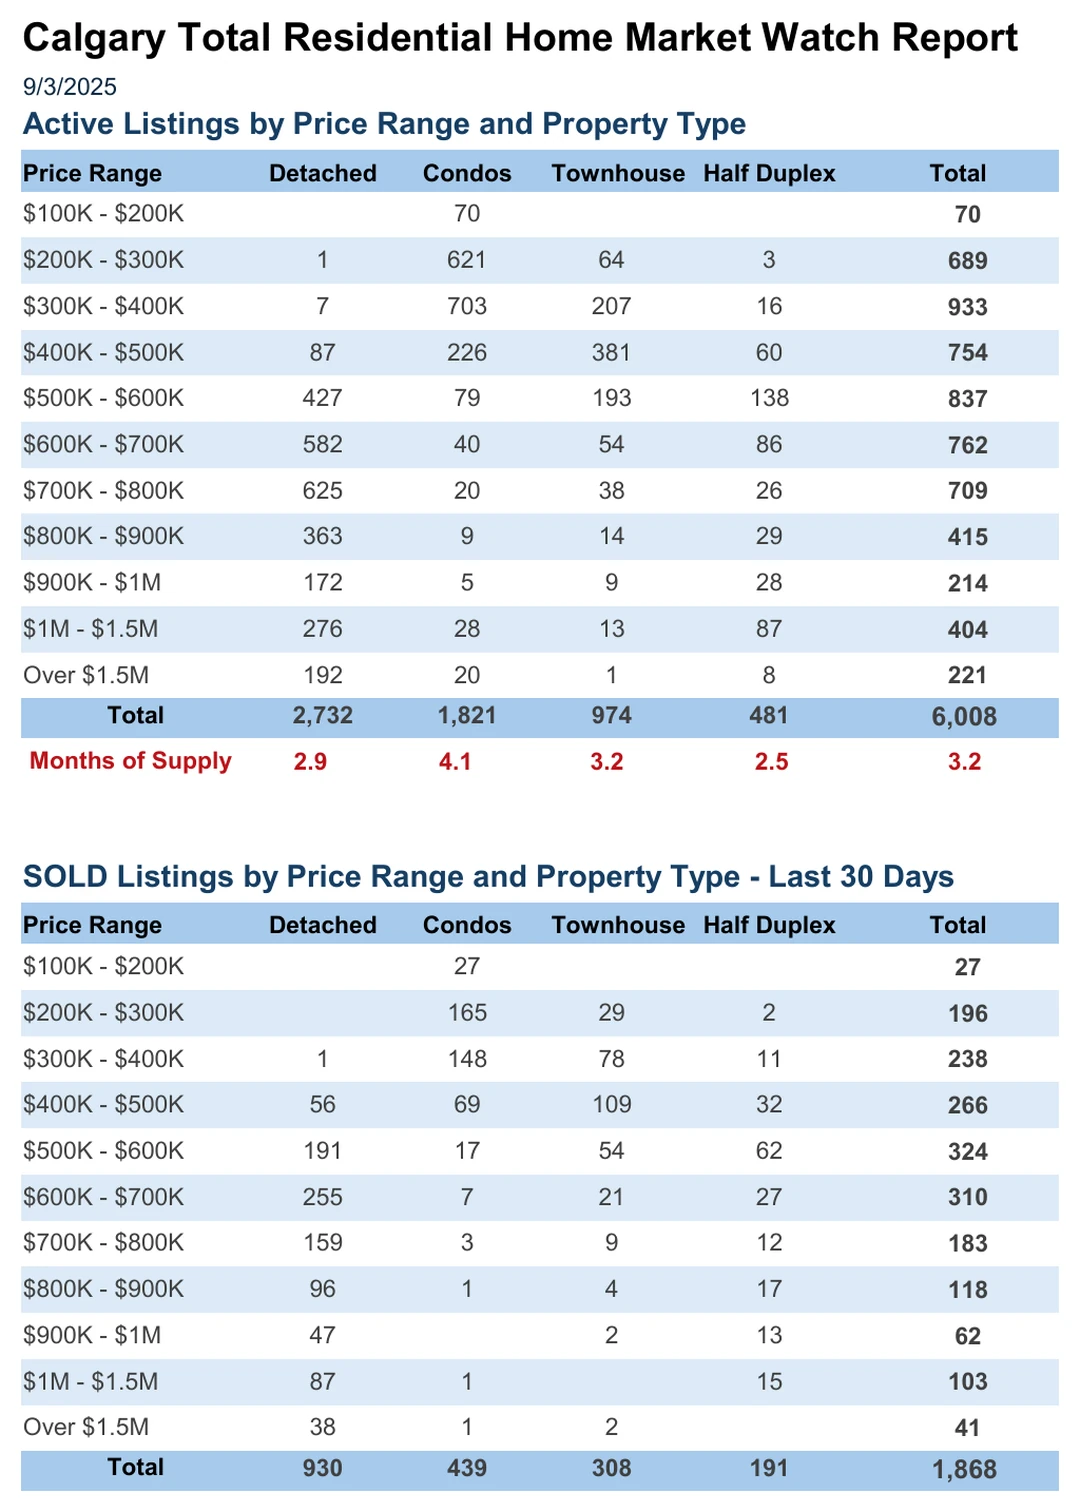 Calgary Total Residential Home Market Watch Report
9/3/2025
Active Listings by Price Range and Property Type
Price Range Detached Condos Townhouse Half Duplex Total
$100K - $200K 70 70
$200K - $300K 1 621 64 3 689
$300K - $400K 7 703 207 16 933
$400K - $500K 87 226 381 60 754
$500K - $600K 427 79 193 138 837
$600K - $700K 582 40 54 86 762
$700K - $800K 625 20 38 26 709
$800K - $900K 363 9 14 29 415
$900K - $1M 172 5 9 28 214
$1M - $1.5M 276 28 13 87 404
Over $1.5M 192 20 1 8 221
Total 2,732 1,821 974 481 6,008
Months of Supply 2.9 4.1 3.2 2.5 3.2
SOLD Listings by Price Range and Property Type - Last 30 Days
Price Range Detached Condos Townhouse Half Duplex Total
$100K - $200K 27 27
$200K - $300K 165 29 2 196
$300K - $400K 1 148 78 11 238
$400K - $500K 56 69 109 32 266
$500K - $600K 191 17 54 62 324
$600K - $700K 255 7 21 27 310
$700K - $800K 159 3 9 12 183
$800K - $900K 96 1 4 17 118
$900K - $1M 47 2 13 62
$1M - $1.5M 87 1 15 103
Over $1.5M 38 1 2 41
Total 930 439 308 191 1,868